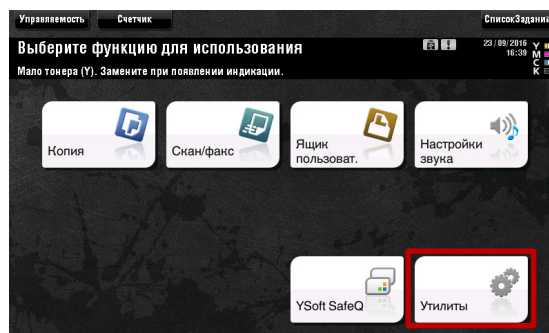 Управляемость Счетчик СписокЗадани
Выберите функцию для использования 23/09/2016 Y
16:39 M
Мало тонера (Y). Замените при появлении индикации. C
K
Копия Скан/факс Ящик пользоват. Настройки звука
YSoft SafeQ Утилиты